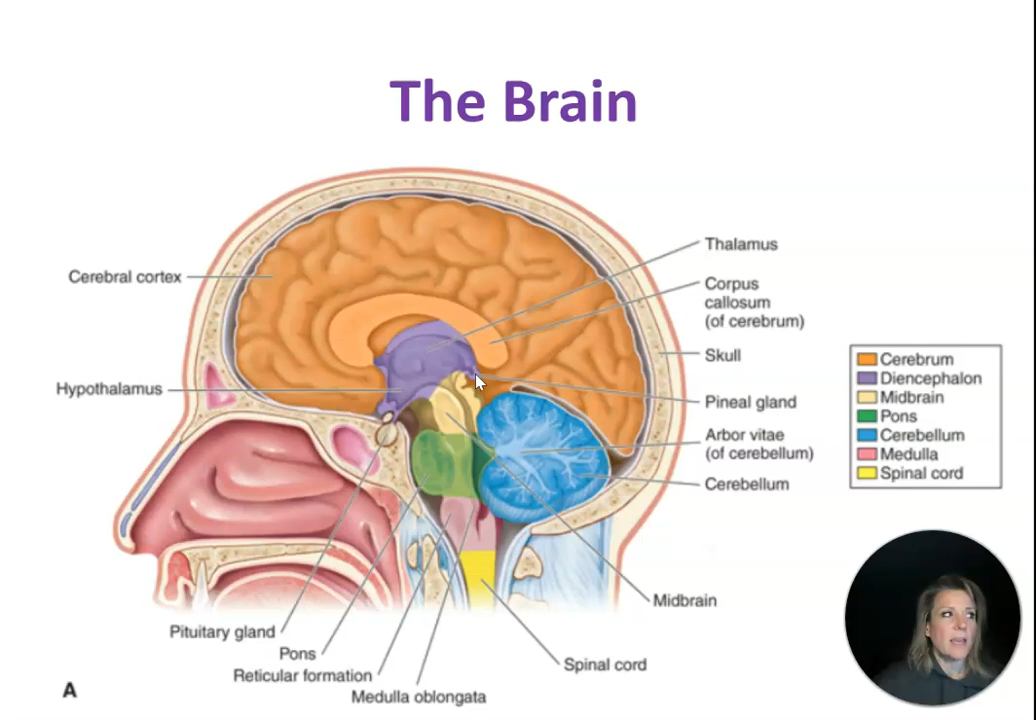 The Brain
Cerebral cortex
Hypothalamus
Pituitary gland
Pons
Reticular formation
Medulla oblongata
Thalamus
Corpus
callosum
(of cerebrum)
Skull
Pineal gland
Arbor vitae
(of cerebellum)
Cerebellum
Midbrain
Spinal cord
Cerebrum
Diencephalon
Midbrain
Pons
Cerebellum
Medulla
Spinal cord
A